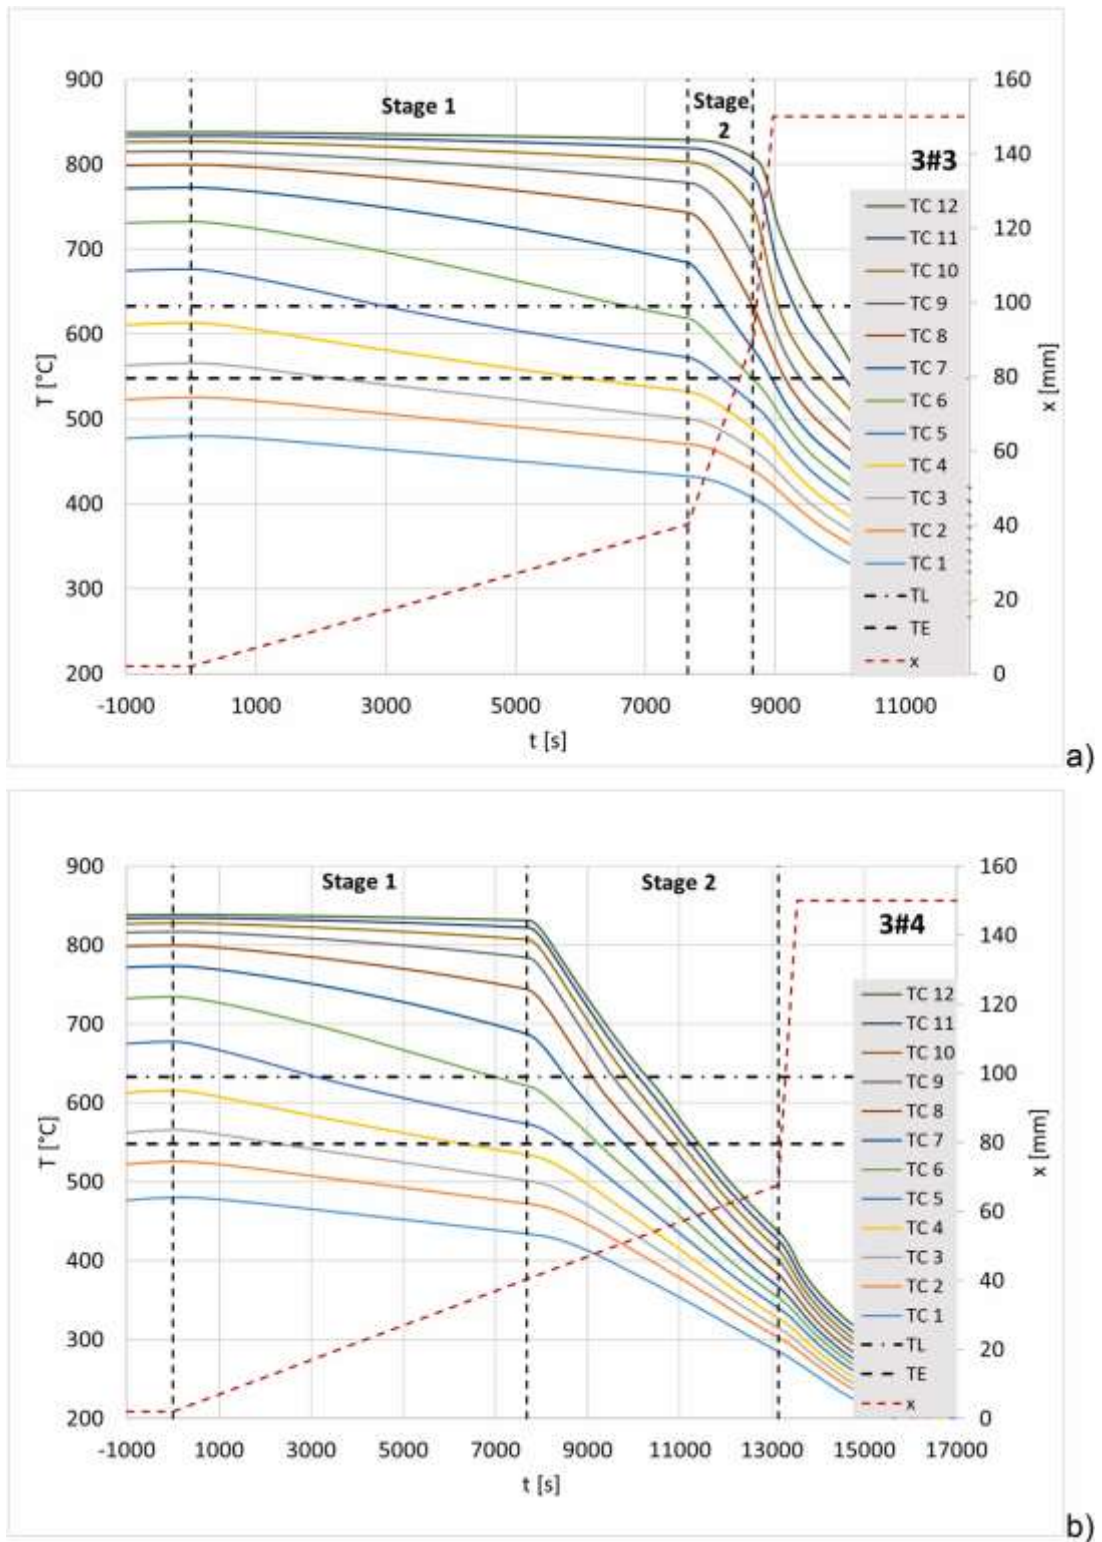 900
800
700
600
500
400
300
200
T [°C]
Stage 1
Stage
2
3#3
160
140
120
100
80
60
40
20
0
x [mm]
TC 12
TC 11
TC 10
TC 9
TC 8
TC 7
TC 6
TC 5
TC 4
TC 3
TC 2
TC 1
TL
TE
x
-1000 1000 3000 5000 7000 9000 11000
t [s]
a)
900
800
700
600
500
400
300
200
T [°C]
Stage 1 Stage 2
3#4
160
140
120
100
80
60
40
20
0
x [mm]
TC 12
TC 11
TC 10
TC 9
TC 8
TC 7
TC 6
TC 5
TC 4
TC 3
TC 2
TC 1
TL
TE
x
-1000 1000 3000 5000 7000 9000 11000 13000 15000 17000
t [s]
b)